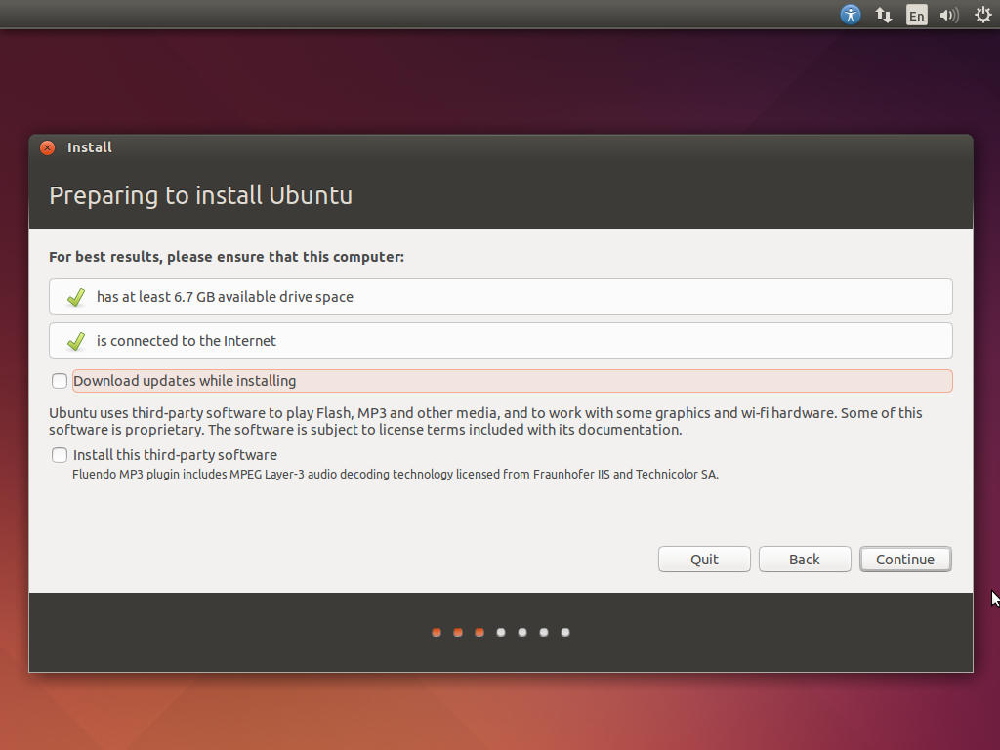 En
Install
Preparing to install Ubuntu
For best results, please ensure that this computer:
has at least 6.7 GB available drive space
is connected to the Internet
Download updates while installing
Ubuntu uses third-party software to play Flash, MP3 and other media, and to work with some graphics and wi-fi hardware. Some of this
software is proprietary. The software is subject to license terms included with its documentation.
Install this third-party software
Fluendo MP3 plugin includes MPEG Layer-3 audio decoding technology licensed from Fraunhofer IIS and Technicolor SA.
Quit Back Continue